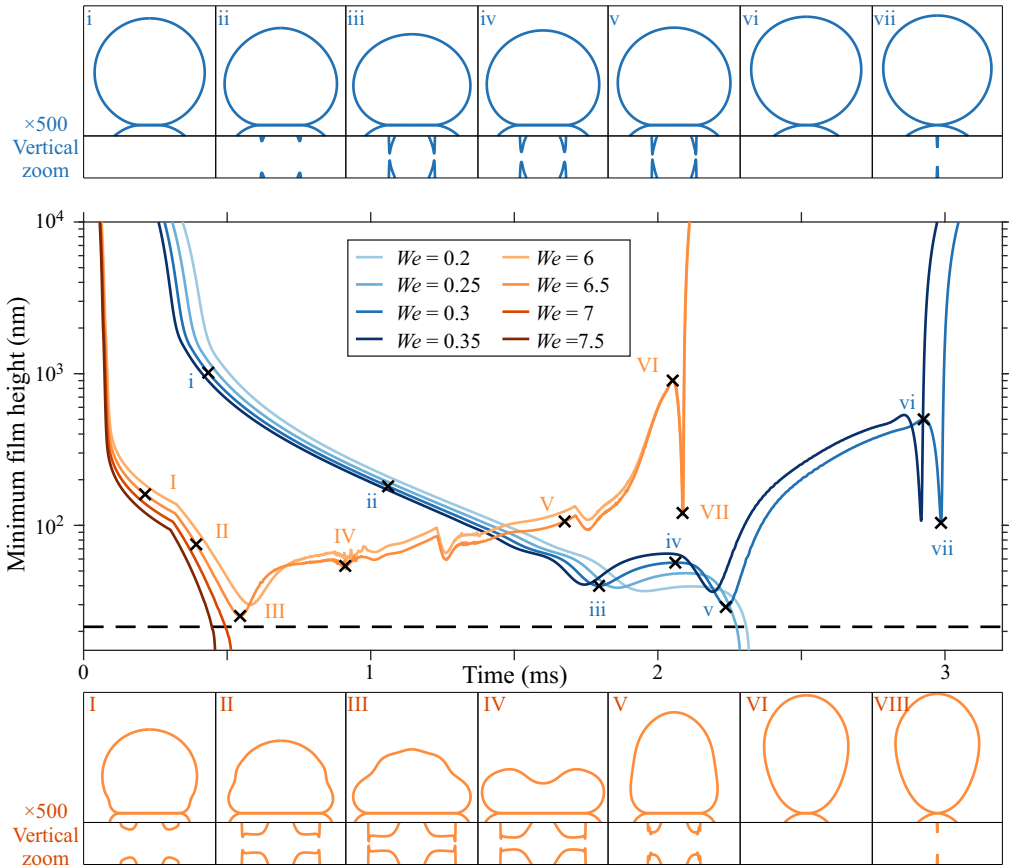 i ii iii iv v vi vii
×500
Vertical
zoom
10⁴
10³
10²
Minimum film height (nm)
We = 0.2 We = 6
We = 0.25 We = 6.5
We = 0.3 We = 7
We = 0.35 We =7.5
i
ii
iii
iv
v
vi
vii
I
II
III
IV
V
VI
VII
0 1 2 3
Time (ms)
I II III IV V VI VIII
×500
Vertical
zoom